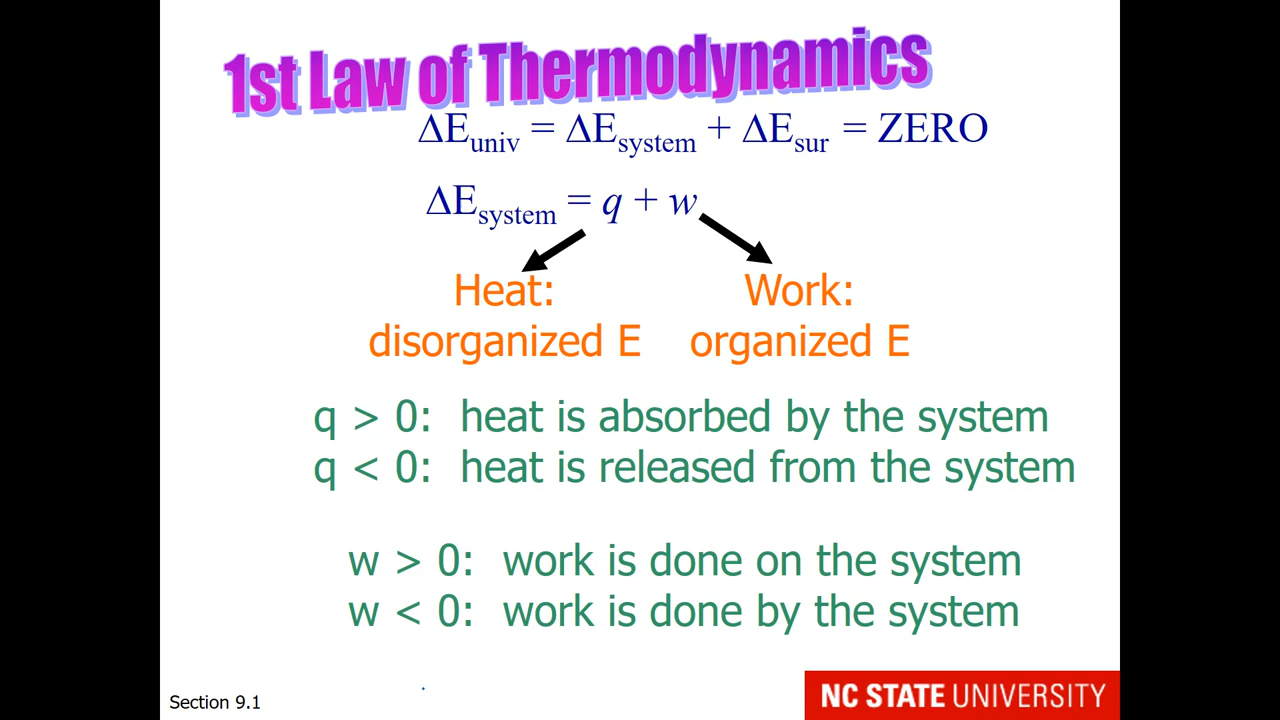 1st Law of Thermodynamics
ΔE_univ = ΔE_system + ΔE_sur = ZERO
ΔE_system = q + w
Heat: Work:
disorganized E organized E
q > 0: heat is absorbed by the system
q < 0: heat is released from the system
w > 0: work is done on the system
w < 0: work is done by the system
Section 9.1
NC STATE UNIVERSITY